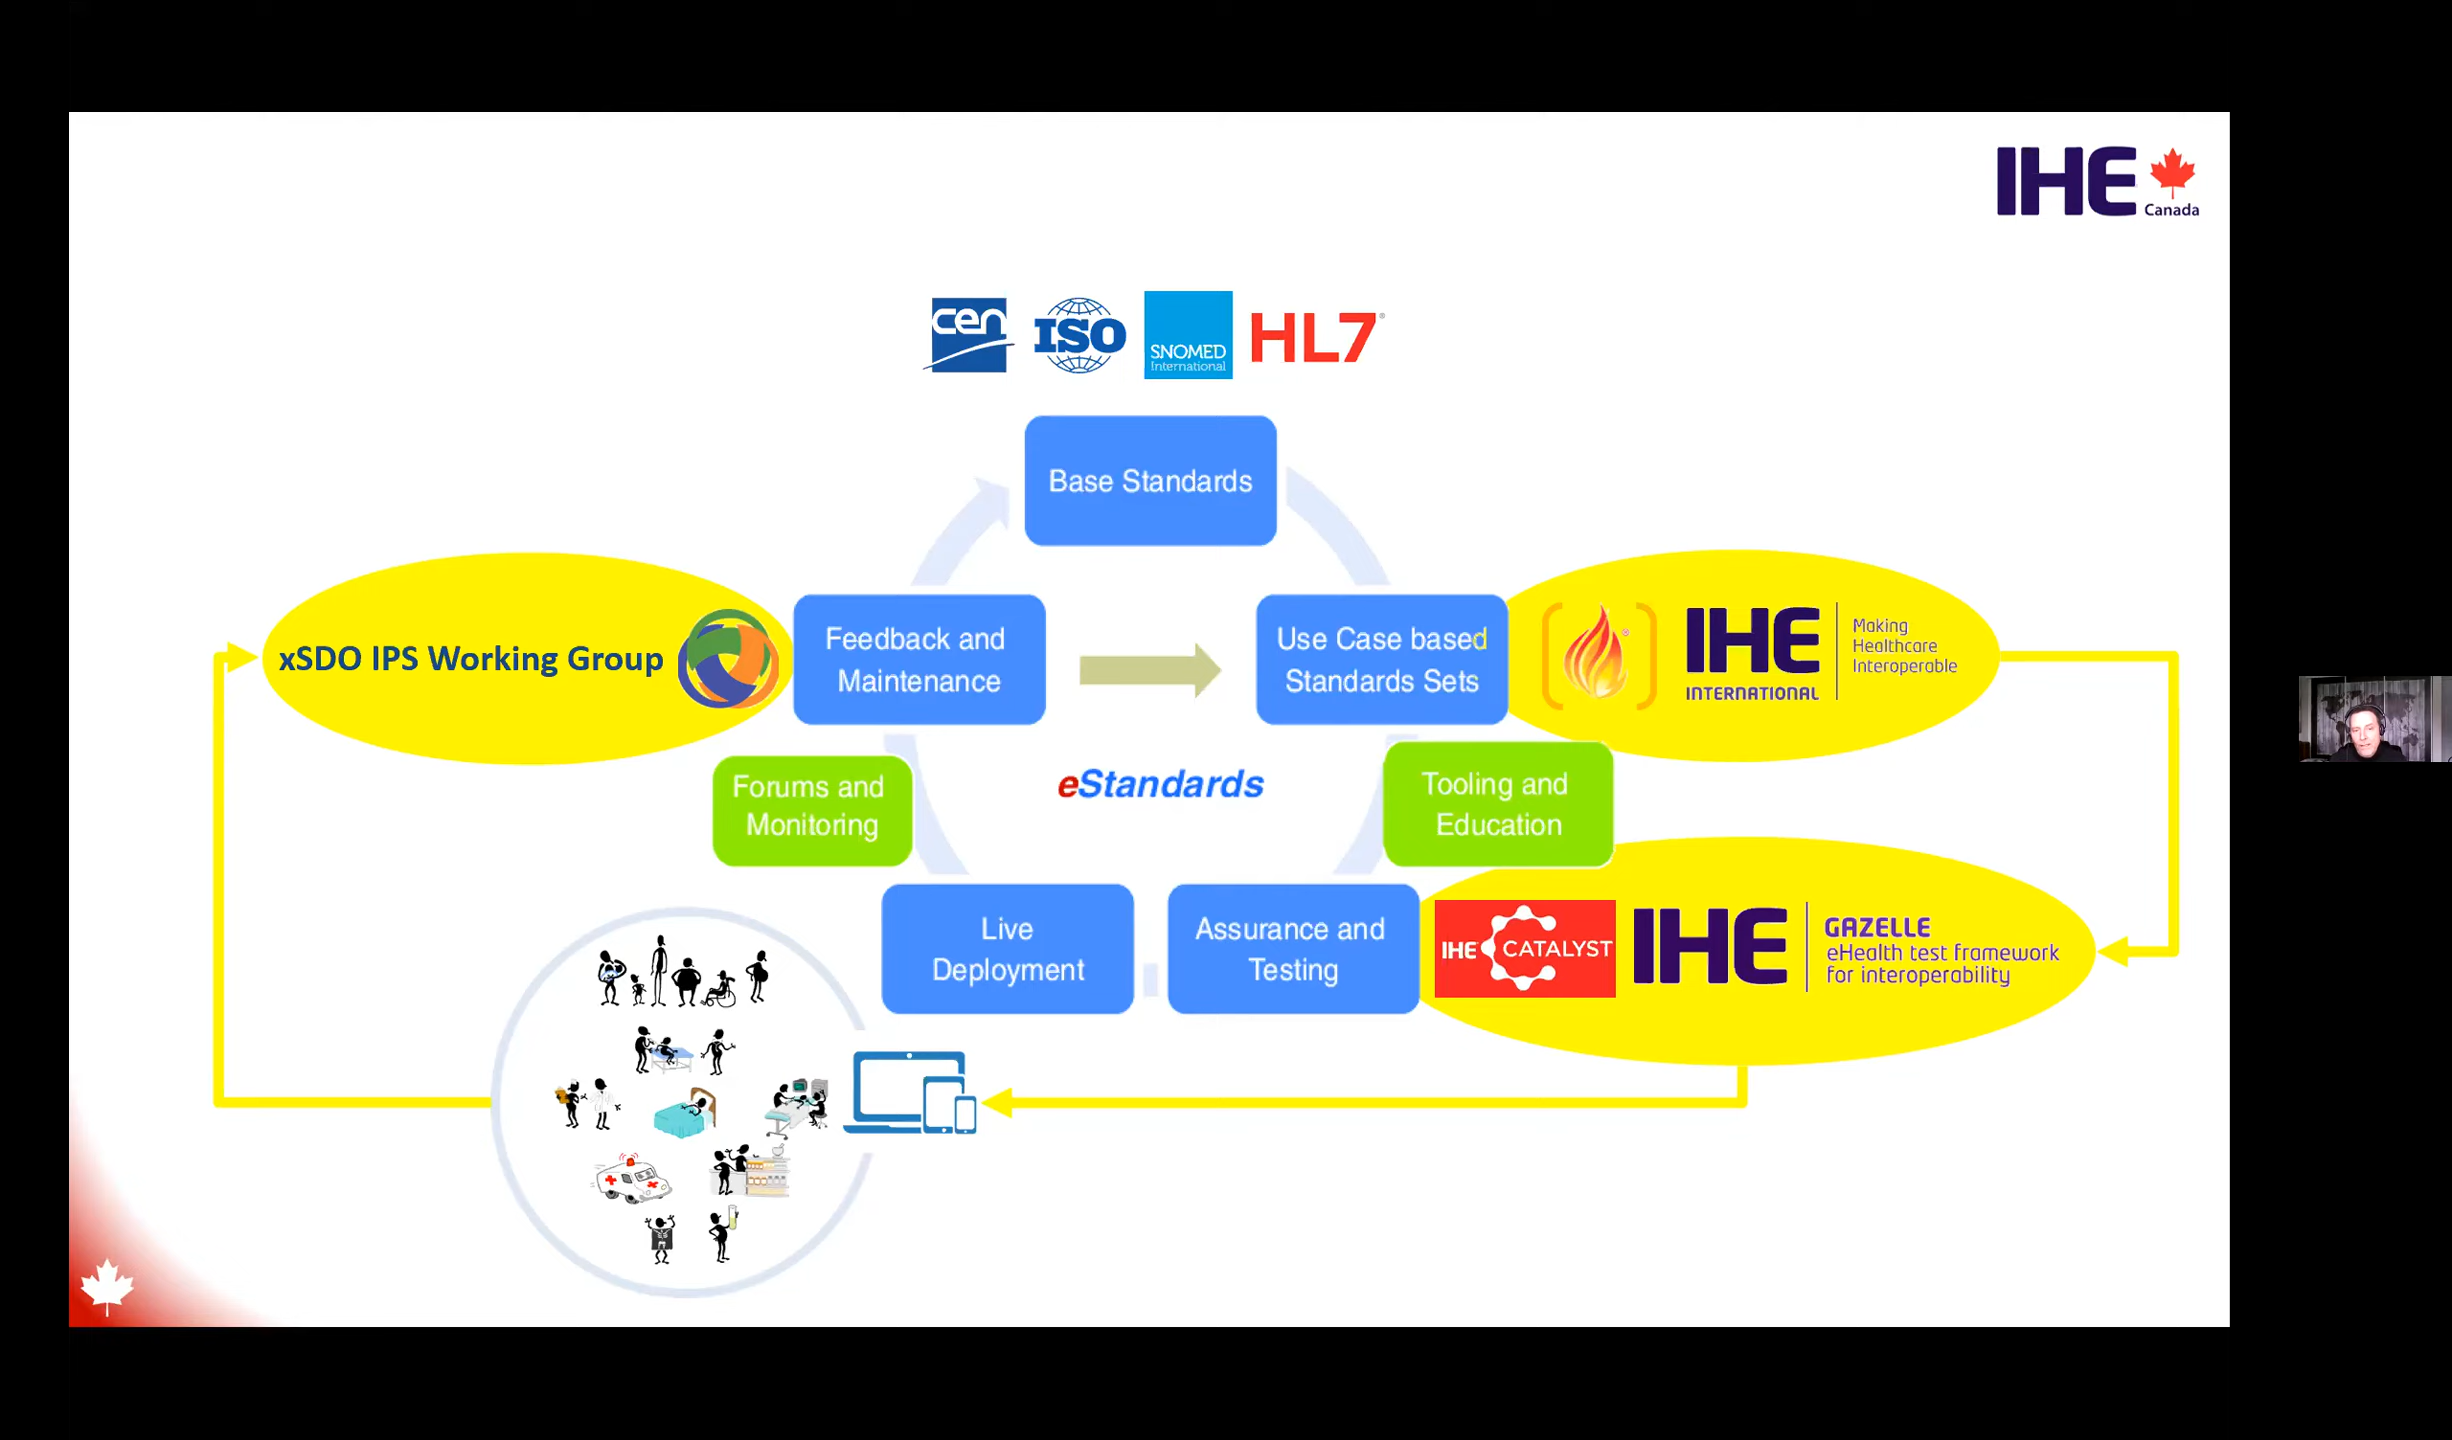 IHE
Canada
cen
ISO
SNOMED
International
HL7®
Base Standards
xSDO IPS Working Group
Feedback and
Maintenance
Use Case based
Standards Sets
IHE
INTERNATIONAL
Making
Healthcare
Interoperable
Forums and
Monitoring
eStandards
Tooling and
Education
Live
Deployment
Assurance and
Testing
IHE CATALYST
IHE
GAZELLE
eHealth test framework
for interoperability